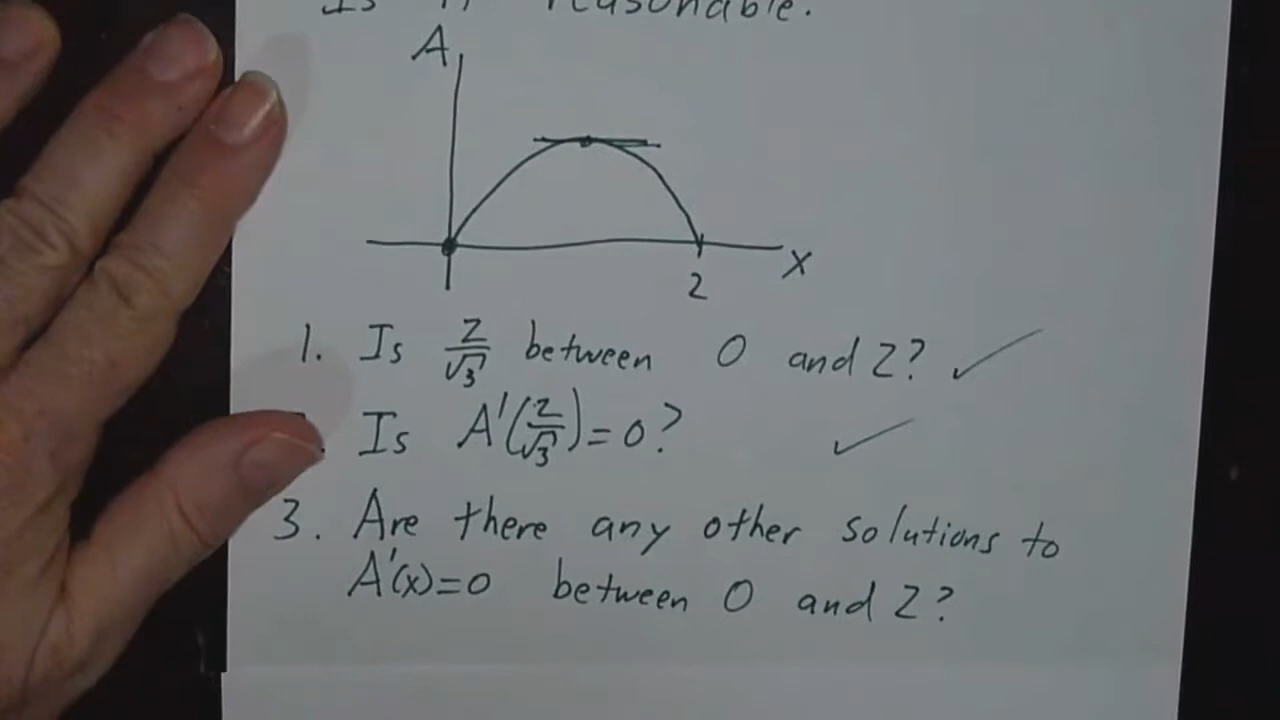 reasonable.
A
x
2
1. Is 2/√3 between 0 and 2? ✓
. Is A'(2/√3)=0? ✓
3. Are there any other solutions to
A'(x)=0 between 0 and 2?